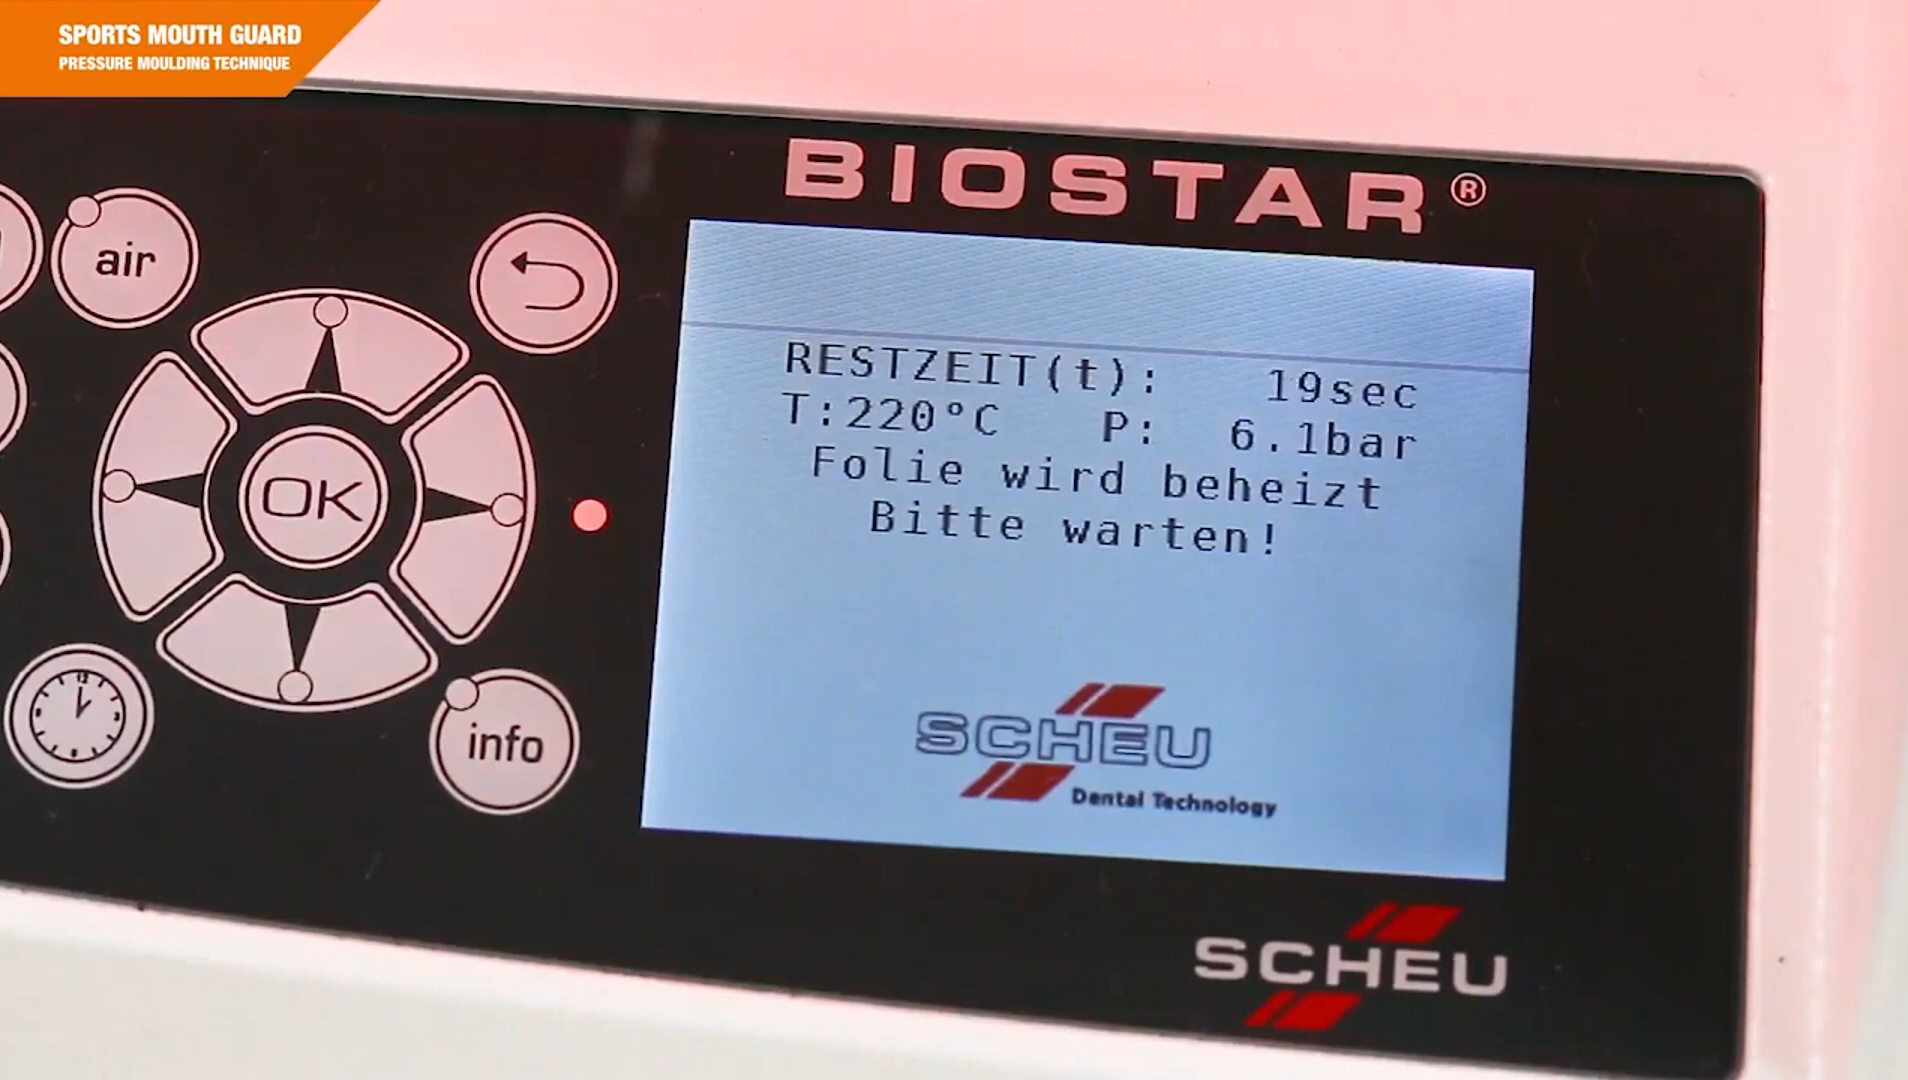 SPORTS MOUTH GUARD
PRESSURE MOULDING TECHNIQUE
BIOSTAR®
air
RESTZEIT(t): 19sec
T:220°C P: 6.1bar
Folie wird beheizt
Bitte warten!
OK
12
info
SCHEU
Dental Technology
SCHEU